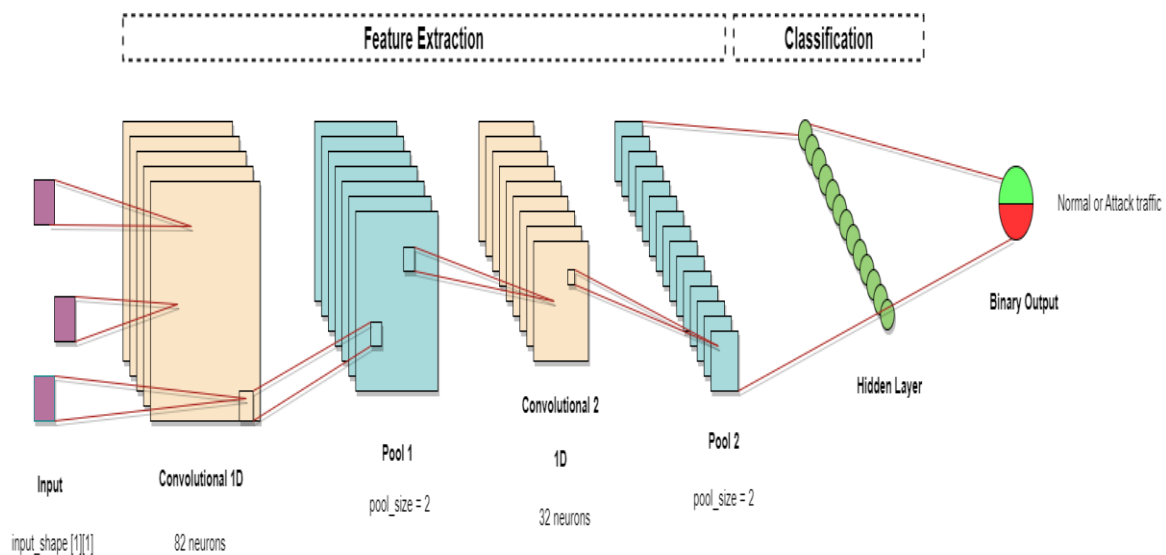 Feature Extraction
Classification
Normal or Attack traffic
Binary Output
Hidden Layer
Convolutional 2
1D
32 neurons
Pool 1
pool_size = 2
Pool 2
pool_size = 2
Input
input_shape [1][1]
Convolutional 1D
82 neurons